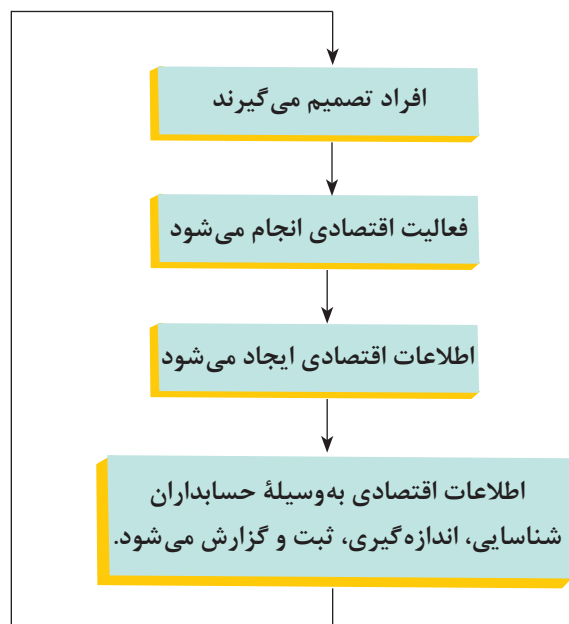 افراد تصمیم می‌گیرند
فعالیت اقتصادی انجام می‌شود
اطلاعات اقتصادی ایجاد می‌شود
اطلاعات اقتصادی به‌وسیلهٔ حسابداران
شناسایی، اندازه‌گیری، ثبت و گزارش می‌شود.